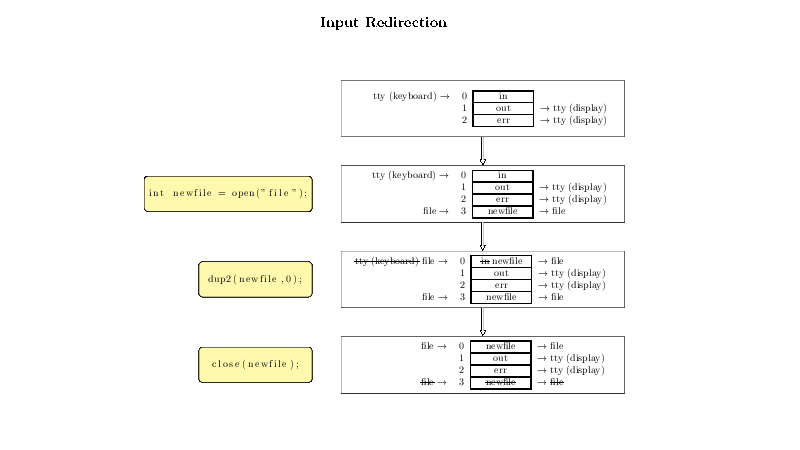 Input Redirection
tty (keyboard) → 0 in
1 out → tty (display)
2 err → tty (display)
int newfile = open("file");
tty (keyboard) → 0 in
1 out → tty (display)
2 err → tty (display)
file → 3 newfile → file
dup2(newfile,0);
tty (keyboard) file → 0 in newfile → file
1 out → tty (display)
2 err → tty (display)
file → 3 newfile → file
close(newfile);
file → 0 newfile → file
1 out → tty (display)
2 err → tty (display)
file → 3 newfile → file